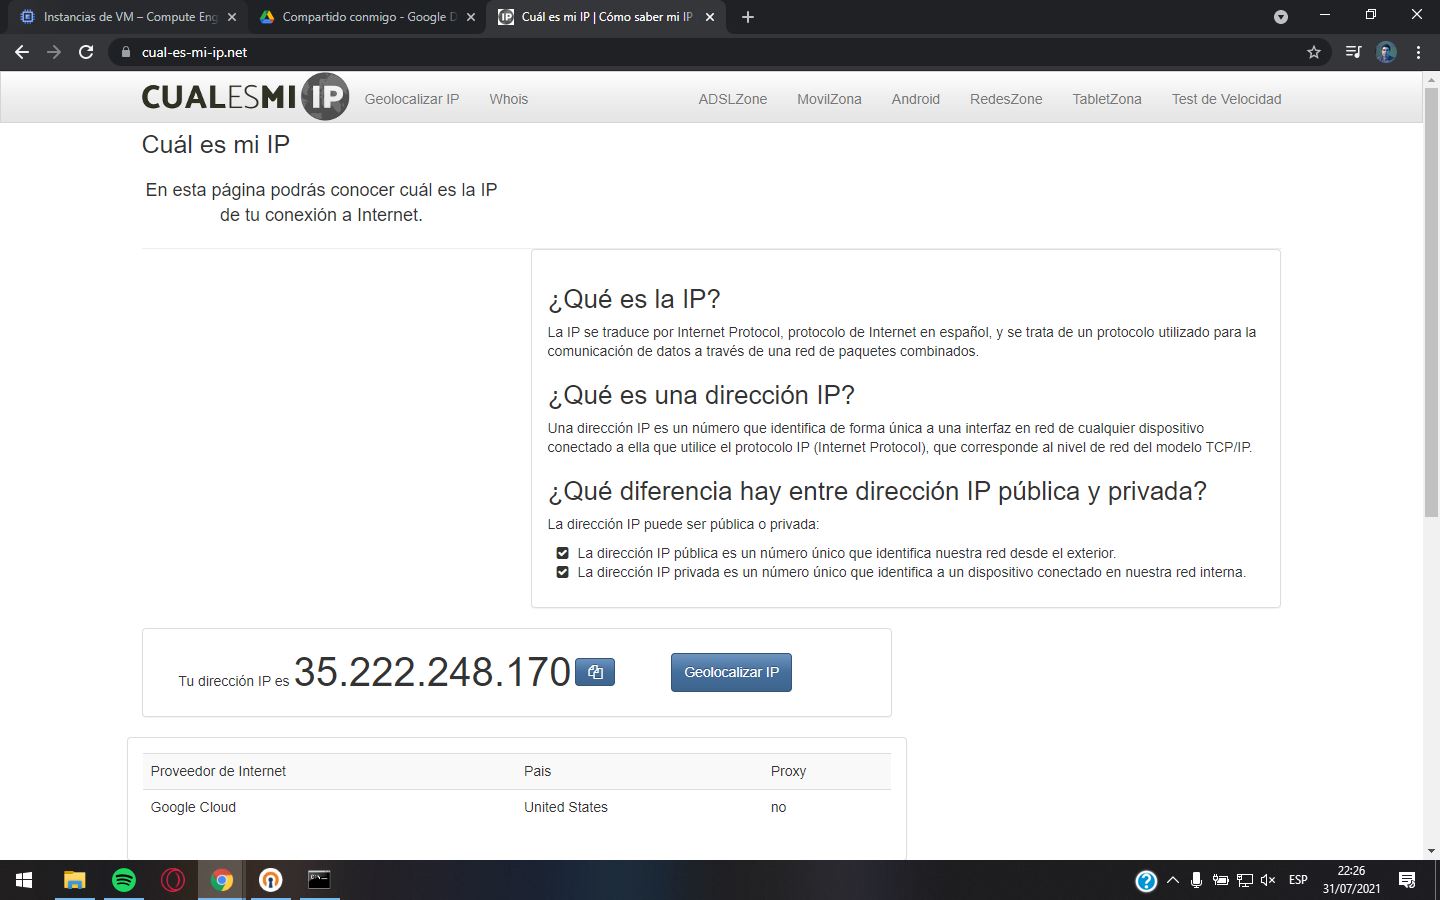 Instancias de VM – Compute Eng
Compartido conmigo - Google D
Cuál es mi IP | Cómo saber mi IP
cual-es-mi-ip.net
CUALESMI IP
Geolocalizar IP
Whois
ADSLZone
MovilZona
Android
RedesZone
TabletZona
Test de Velocidad
Cuál es mi IP
En esta página podrás conocer cuál es la IP
de tu conexión a Internet.
¿Qué es la IP?
La IP se traduce por Internet Protocol, protocolo de Internet en español, y se trata de un protocolo utilizado para la
comunicación de datos a través de una red de paquetes combinados.
¿Qué es una dirección IP?
Una dirección IP es un número que identifica de forma única a una interfaz en red de cualquier dispositivo
conectado a ella que utilice el protocolo IP (Internet Protocol), que corresponde al nivel de red del modelo TCP/IP.
¿Qué diferencia hay entre dirección IP pública y privada?
La dirección IP puede ser pública o privada:
La dirección IP pública es un número único que identifica nuestra red desde el exterior.
La dirección IP privada es un número único que identifica a un dispositivo conectado en nuestra red interna.
Tu dirección IP es 35.222.248.170
Geolocalizar IP
Proveedor de Internet
Pais
Proxy
Google Cloud
United States
no
ESP
22:26
31/07/2021